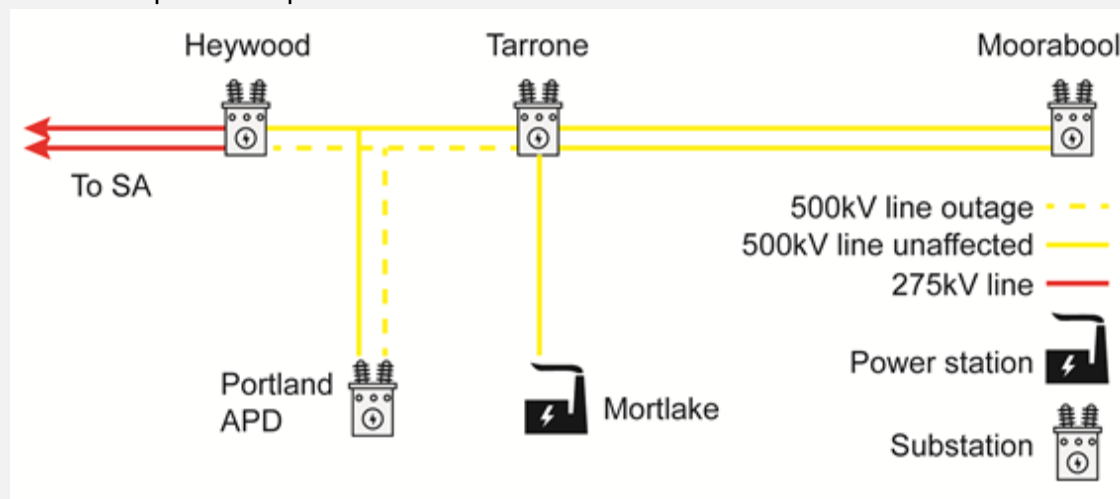 Heywood
Tarrone
Moorabool
To SA
500kV line outage
500kV line unaffected
275kV line
Power station
Portland
APD
Mortlake
Substation